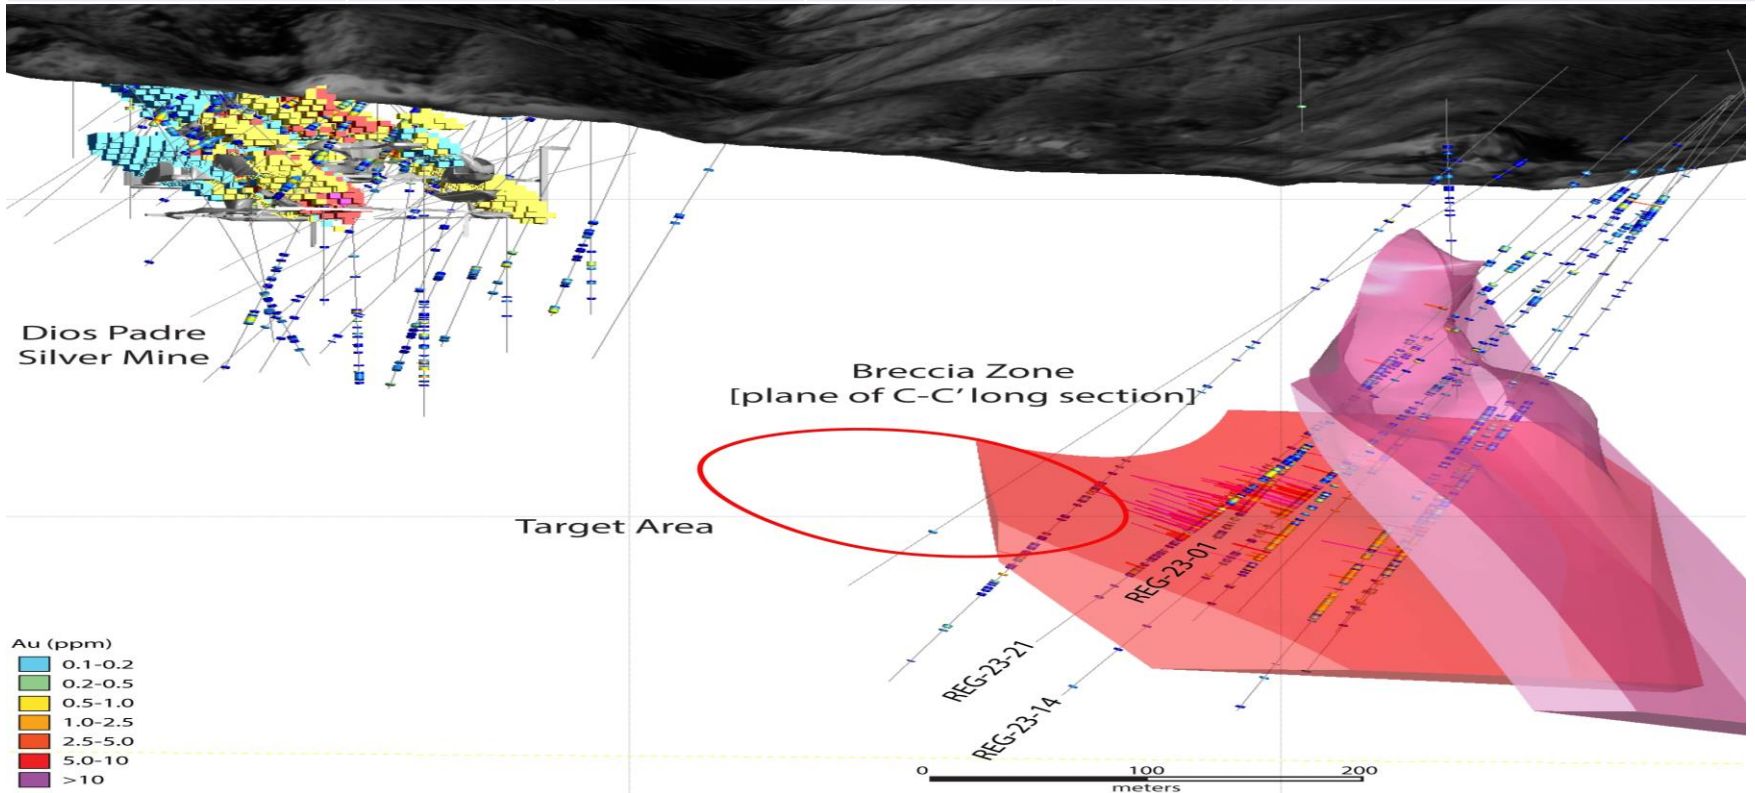 Dios Padre
Silver Mine
Breccia Zone
[plane of C-C' long section]
Target Area
REG-23-01
REG-23-21
REG-23-14
Au (ppm)
0.1-0.2
0.2-0.5
0.5-1.0
1.0-2.5
2.5-5.0
5.0-10
>10
0 100 200
meters